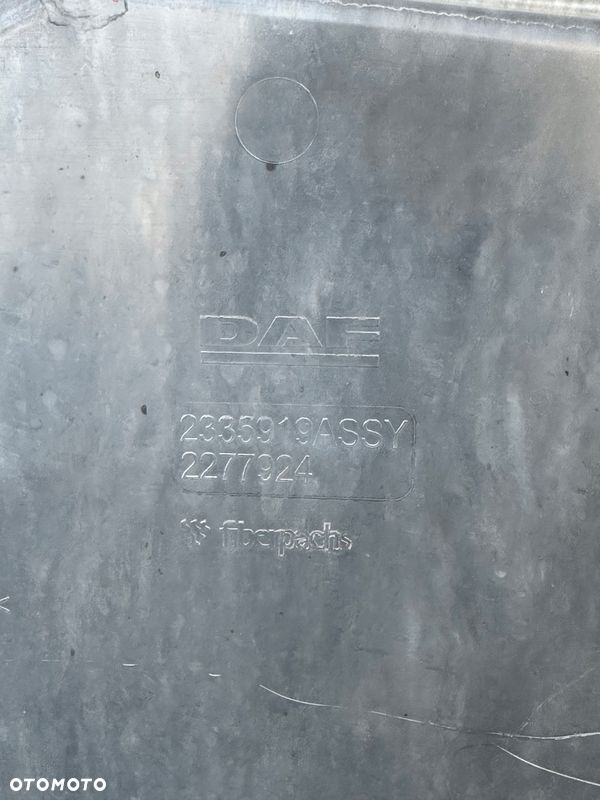 DAF
2335919ASSY
2277924
fiberpachs
OTOMOTO